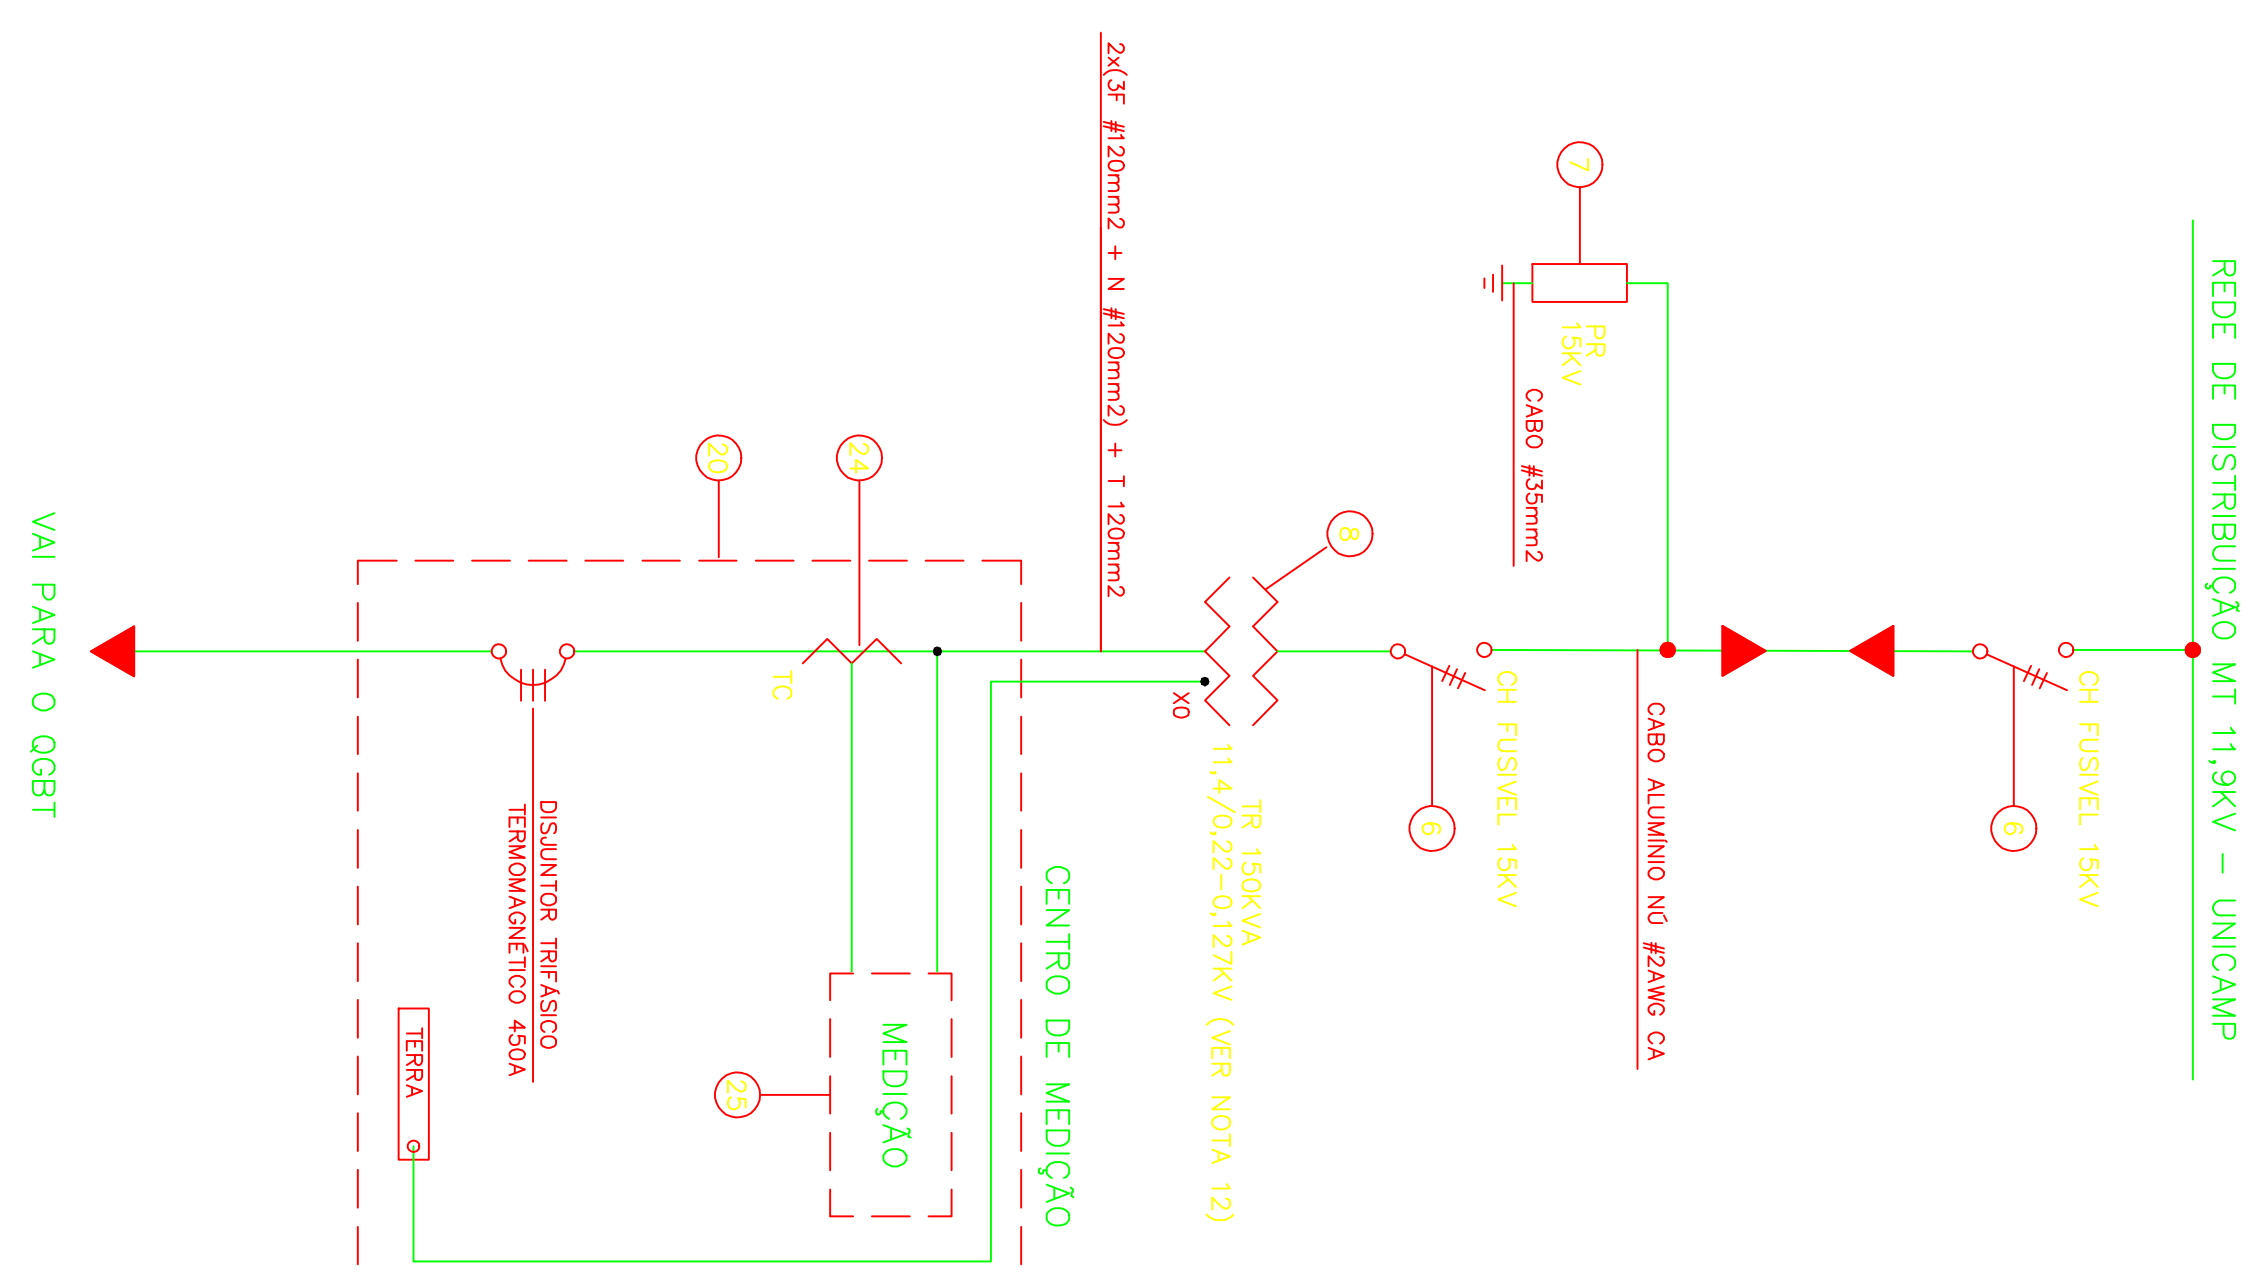 REDE DE DISTRIBUIÇÃO MT 11,9KV – UNICAMP
CH FUSIVEL 15KV
6
CABO ALUMÍNIO NÚ #2AWG CA
7
PR
15KV
CABO #35mm2
CH FUSIVEL 15KV
6
8
TR 150KVA
11,4/0,22–0,127KV (VER NOTA 12)
X0
2x(3F #120mm2 + N #120mm2) + T 120mm2
CENTRO DE MEDIÇÃO
24
TC
MEDIÇÃO
25
20
DISJUNTOR TRIFÁSICO
TERMOMAGNÉTICO 450A
TERRA
VAI PARA O QGBT